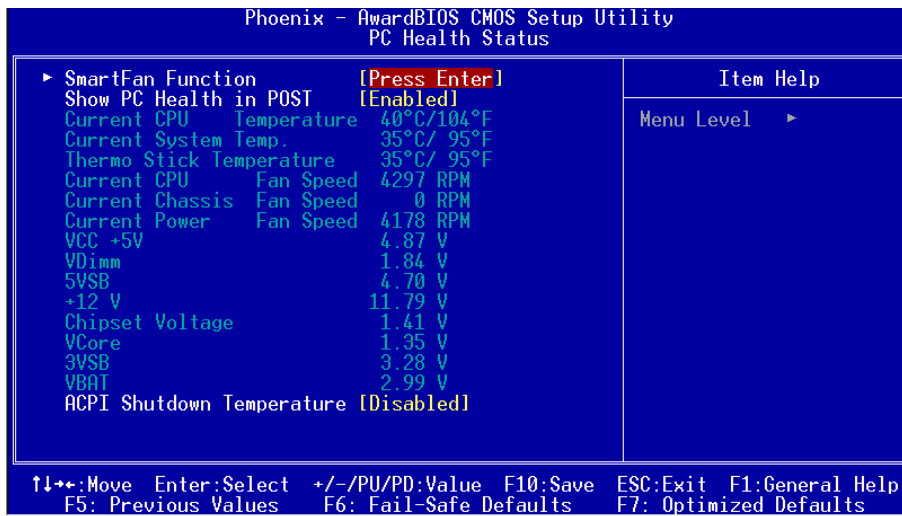 Phoenix - AwardBIOS CMOS Setup Utility
PC Health Status
► SmartFan Function [Press Enter]
Show PC Health in POST [Enabled]
Current CPU Temperature 40°C/104°F
Current System Temp. 35°C/ 95°F
Thermo Stick Temperature 35°C/ 95°F
Current CPU Fan Speed 4297 RPM
Current Chassis Fan Speed 0 RPM
Current Power Fan Speed 4178 RPM
VCC +5V 4.87 V
VDimm 1.84 V
5VSB 4.70 V
+12 V 11.79 V
Chipset Voltage 1.41 V
VCore 1.35 V
3VSB 3.28 V
VBAT 2.99 V
ACPI Shutdown Temperature [Disabled]
Item Help
Menu Level ►
↑↓→←:Move Enter:Select +/-/PU/PD:Value F10:Save ESC:Exit F1:General Help
F5: Previous Values F6: Fail-Safe Defaults F7: Optimized Defaults